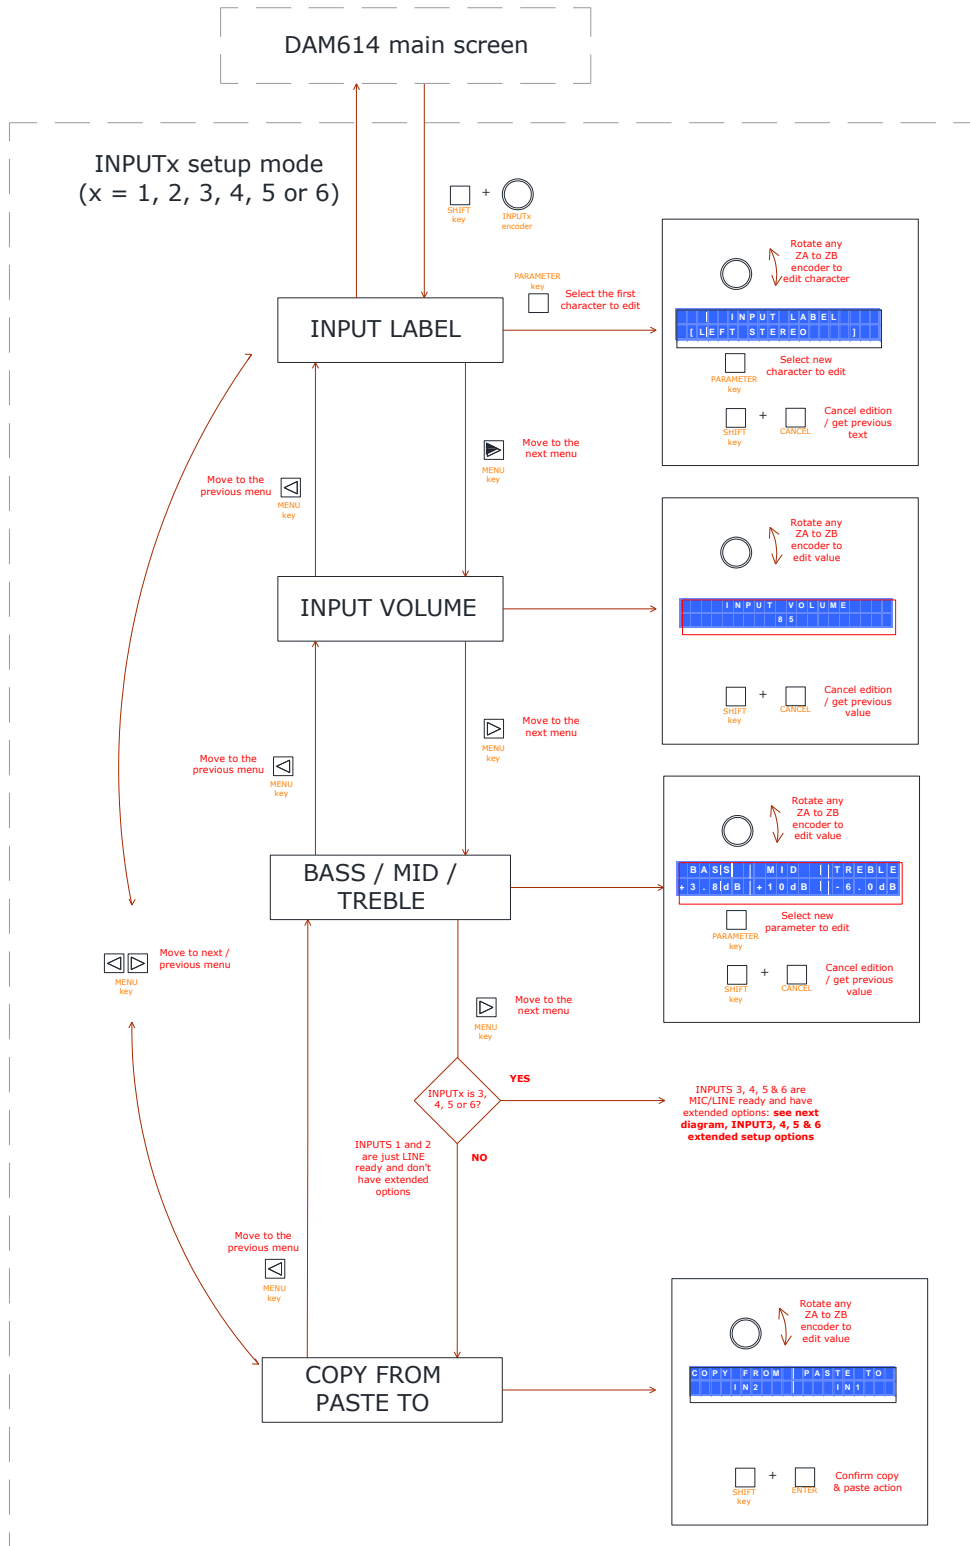 DAM614 main screen
INPUTx setup mode
(x = 1, 2, 3, 4, 5 or 6)
+
SHIFT
key
INPUTx
encoder
PARAMETER
key
Select the first
character to edit
INPUT LABEL
Rotate any
ZA to ZB
encoder to
edit character
INPUT LABEL
[LEFT STEREO ]
PARAMETER
key
Select new
character to edit
+
SHIFT
key
CANCEL
Cancel edition
/ get previous
text
MENU
key
Move to the
next menu
Move to the
previous menu
MENU
key
INPUT VOLUME
Rotate any
ZA to ZB
encoder to
edit value
INPUT VOLUME
85
+
SHIFT
key
CANCEL
Cancel edition
/ get previous
value
MENU
key
Move to the
next menu
Move to the
previous menu
MENU
key
BASS / MID /
TREBLE
Rotate any
ZA to ZB
encoder to
edit value
BASS | MID | TREBLE
+3.8dB | +10dB | -6.0dB
PARAMETER
key
Select new
parameter to edit
+
SHIFT
key
CANCEL
Cancel edition
/ get previous
value
MENU
key
Move to next /
previous menu
MENU
key
Move to the
next menu
INPUTx is 3,
4, 5 or 6?
YES
INPUTS 3, 4, 5 & 6 are
MIC/LINE ready and have
extended options: see next
diagram, INPUT3, 4, 5 & 6
extended setup options
NO
INPUTS 1 and 2
are just LINE
ready and don't
have extended
options
Move to the
previous menu
MENU
key
COPY FROM
PASTE TO
Rotate any
ZA to ZB
encoder to
edit value
COPY FROM | PASTE TO
IN2 | IN1
+
SHIFT
key
ENTER
Confirm copy
& paste action